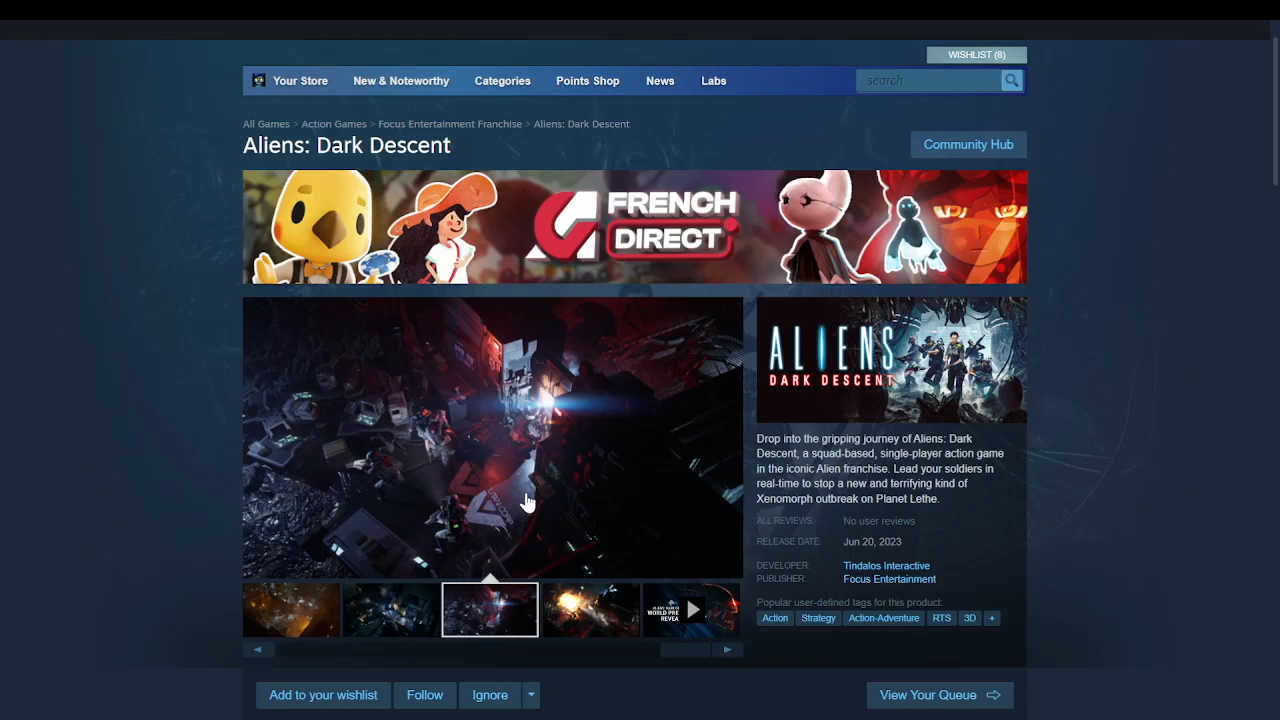 WISHLIST (8)
Your Store
New & Noteworthy
Categories
Points Shop
News
Labs
search
All Games > Action Games > Focus Entertainment Franchise > Aliens: Dark Descent
Aliens: Dark Descent
Community Hub
FRENCH
DIRECT
ALIENS
DARK DESCENT
Drop into the gripping journey of Aliens: Dark
Descent, a squad-based, single-player action game
in the iconic Alien franchise. Lead your soldiers in
real-time to stop a new and terrifying kind of
Xenomorph outbreak on Planet Lethe.
ALL REVIEWS: No user reviews
RELEASE DATE: Jun 20, 2023
DEVELOPER: Tindalos Interactive
PUBLISHER: Focus Entertainment
Popular user-defined tags for this product:
Action
Strategy
Action-Adventure
RTS
3D
+
Add to your wishlist
Follow
Ignore
View Your Queue